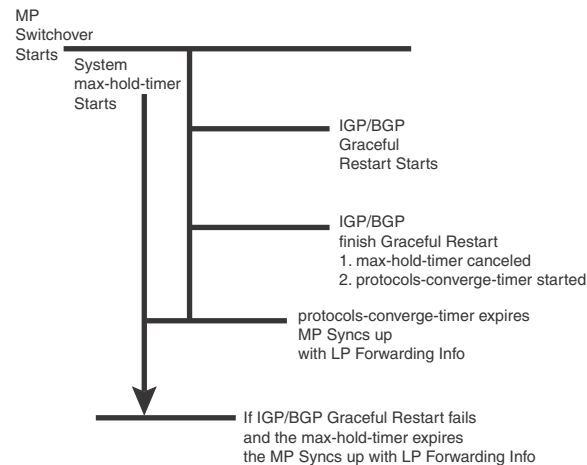 MP
Switchover
Starts
System
max-hold-timer
Starts
IGP/BGP
Graceful
Restart Starts
IGP/BGP
finish Graceful Restart
1. max-hold-timer canceled
2. protocols-converge-timer started
protocols-converge-timer expires
MP Syncs up
with LP Forwarding Info
If IGP/BGP Graceful Restart fails
and the max-hold-timer expires
the MP Syncs up with LP Forwarding Info